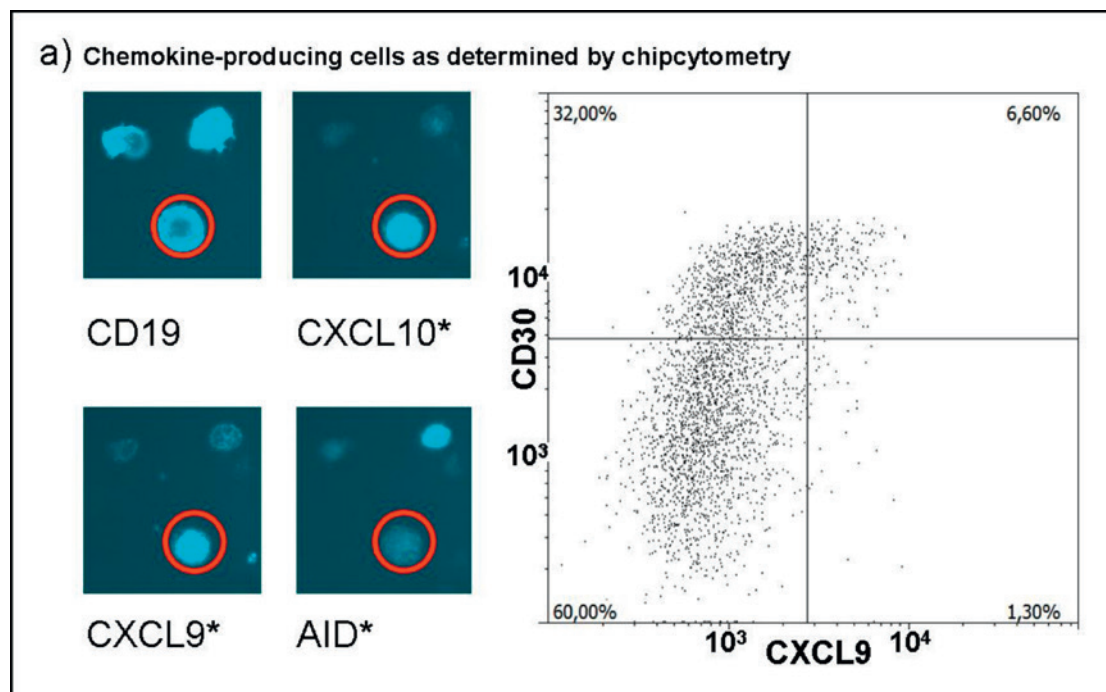 a) Chemokine-producing cells as determined by chipcytometry
CD19
CXCL10*
CXCL9*
AID*
32,00%
6,60%
10⁴
CD30
10³
60,00%
1,30%
10³
CXCL9
10⁴